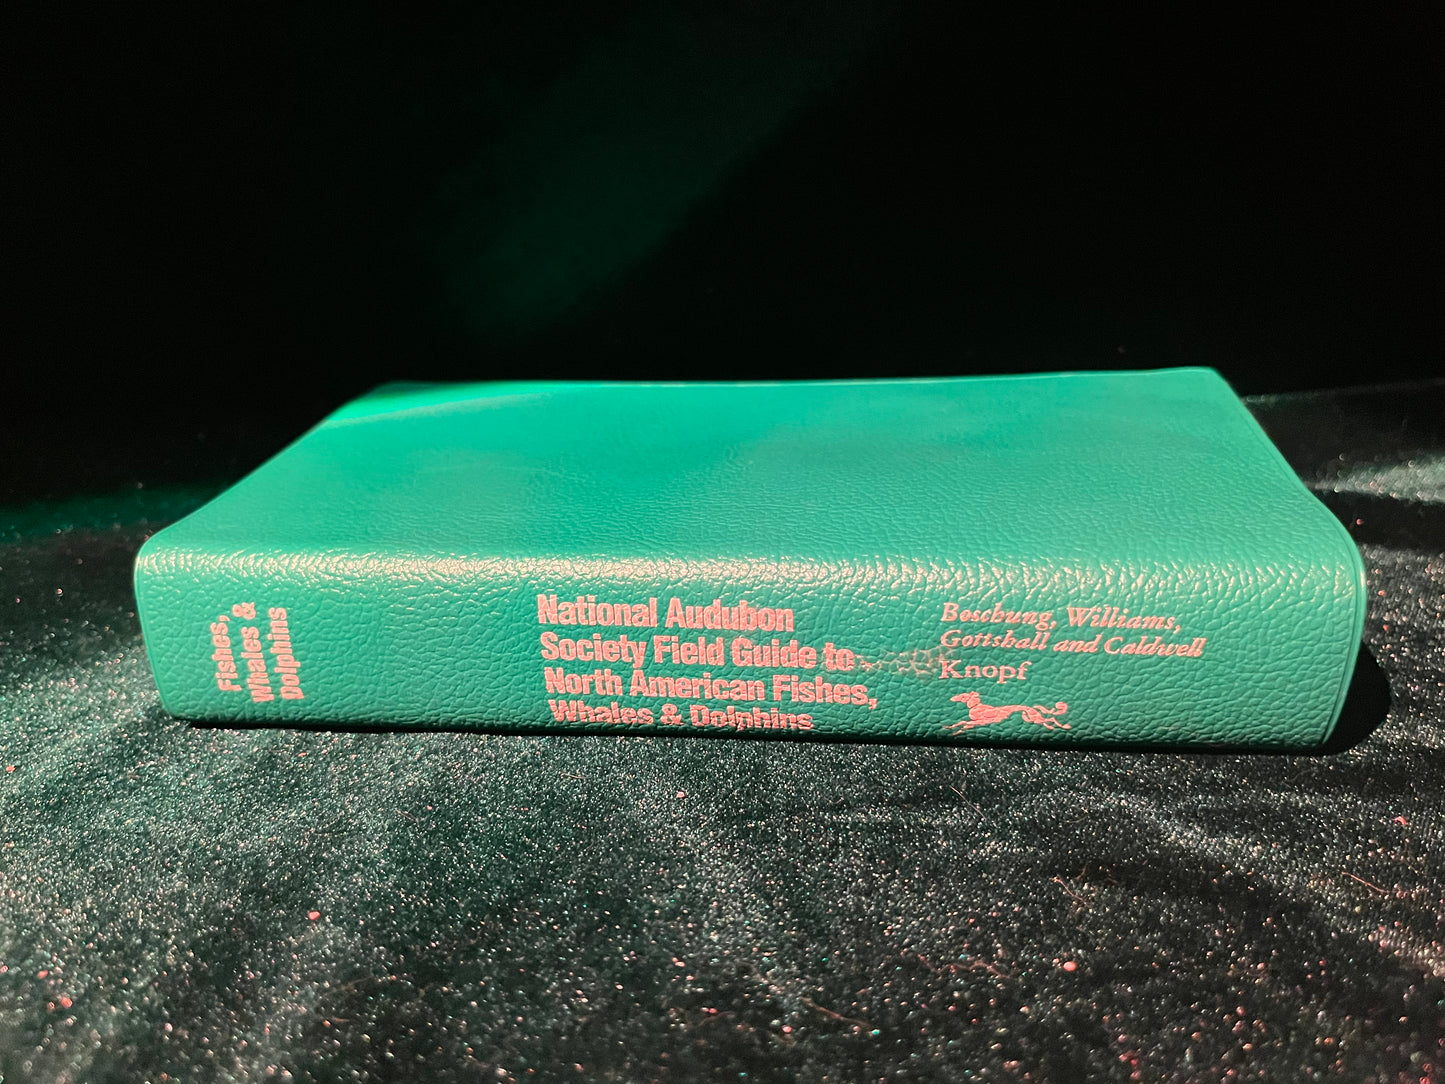 Fishes,
Whales &
Dolphins
National Audubon
Society Field Guide to
North American Fishes,
Whales & Dolphins
Boschung, Williams,
Gotshall and Caldwell
Knopf